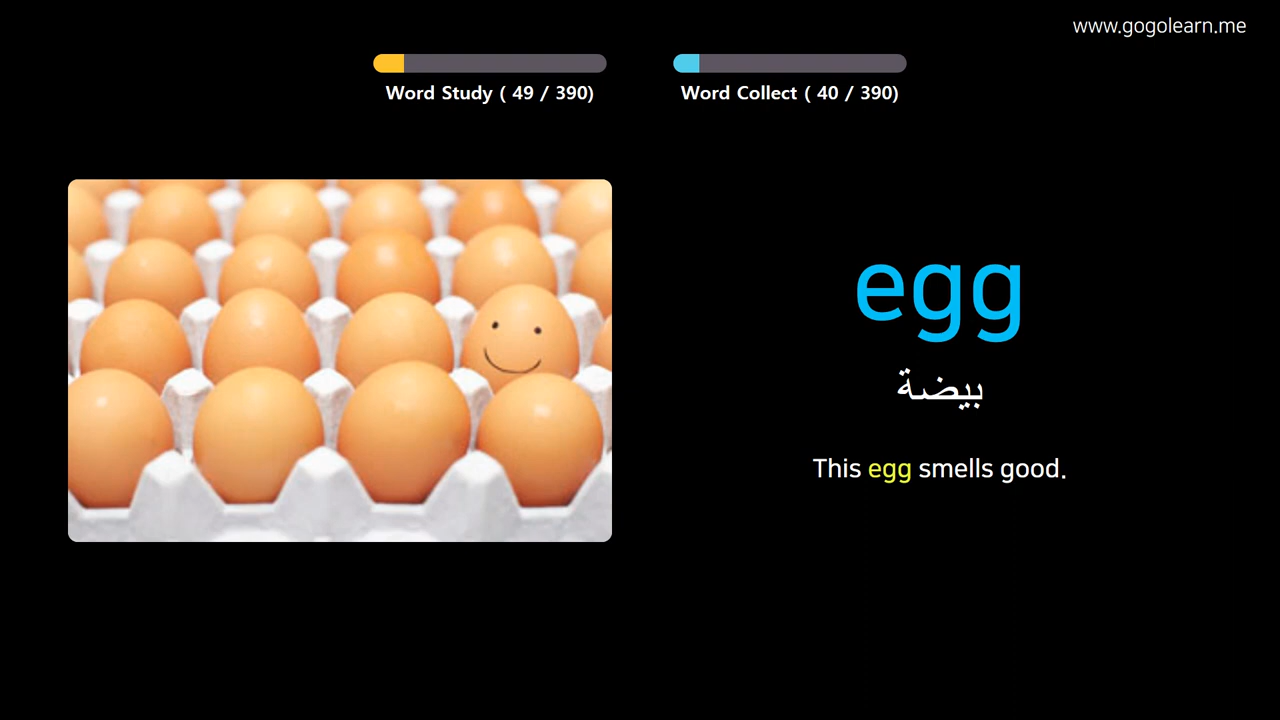 www.gogolearn.me
Word Study ( 49 / 390)
Word Collect ( 40 / 390)
egg
بيضة
This egg smells good.